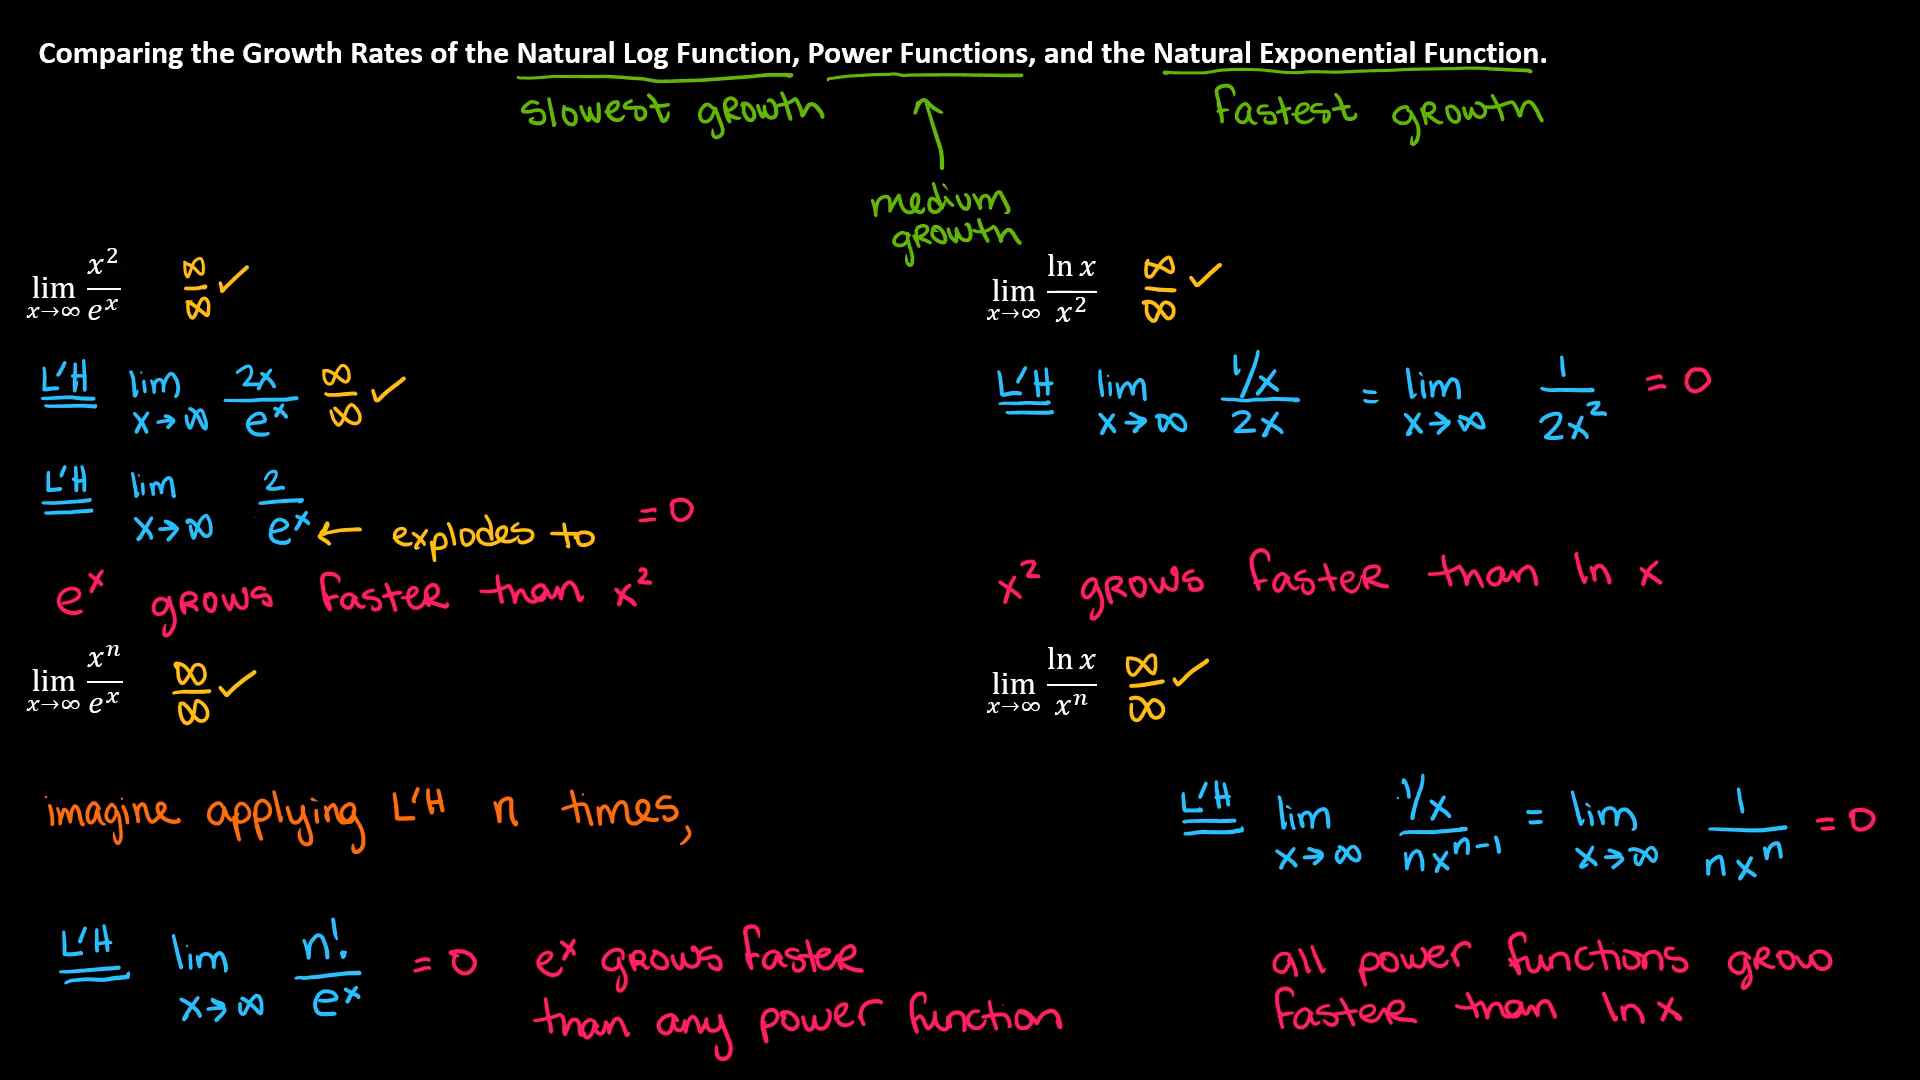 Comparing the Growth Rates of the Natural Log Function, Power Functions, and the Natural Exponential Function.
slowest growth
fastest growth
medium
growth
lim x→∞ x²/eˣ ∞/∞ ✓
L'H lim x→∞ 2x/eˣ ∞/∞ ✓
L'H lim x→∞ 2/eˣ ← explodes to = 0
eˣ grows faster than x²
lim x→∞ xⁿ/eˣ ∞/∞ ✓
imagine applying L'H n times,
L'H lim x→∞ n!/eˣ = 0 eˣ grows faster
than any power function
lim x→∞ ln x/x² ∞/∞ ✓
L'H lim x→∞ 1/x/2x = lim x→∞ 1/2x² = 0
x² grows faster than ln x
lim x→∞ ln x/xⁿ ∞/∞ ✓
L'H lim x→∞ 1/x/nxⁿ⁻¹ = lim x→∞ 1/nxⁿ = 0
all power functions grow
faster than ln x